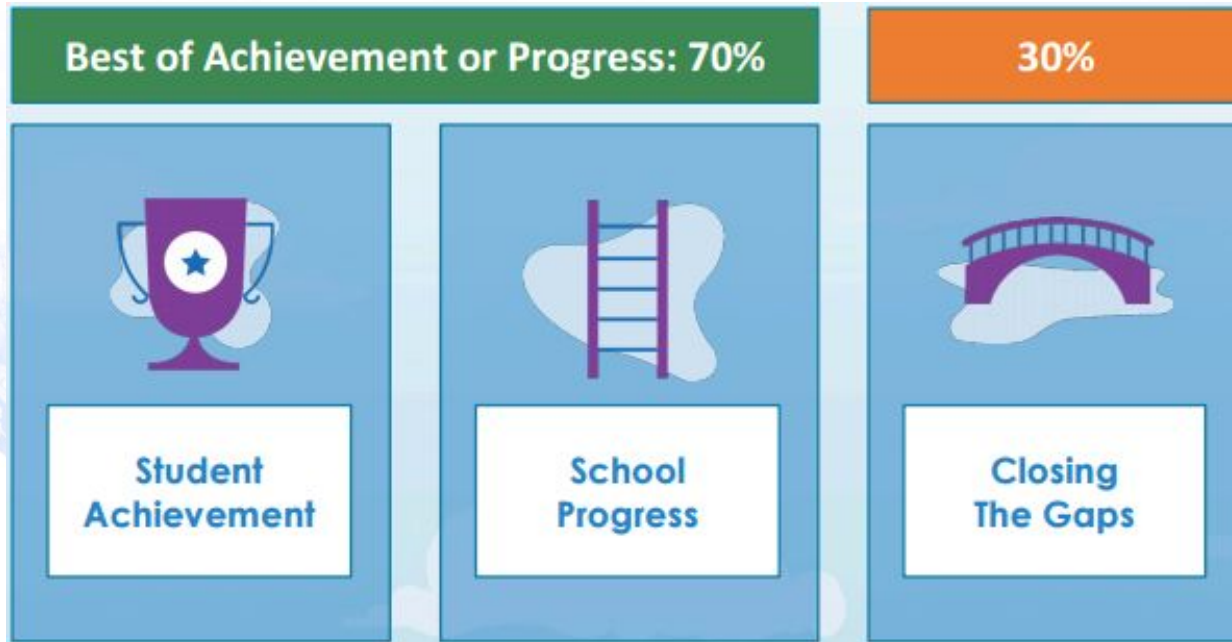 Best of Achievement or Progress: 70%
30%
Student
Achievement
School
Progress
Closing
The Gaps